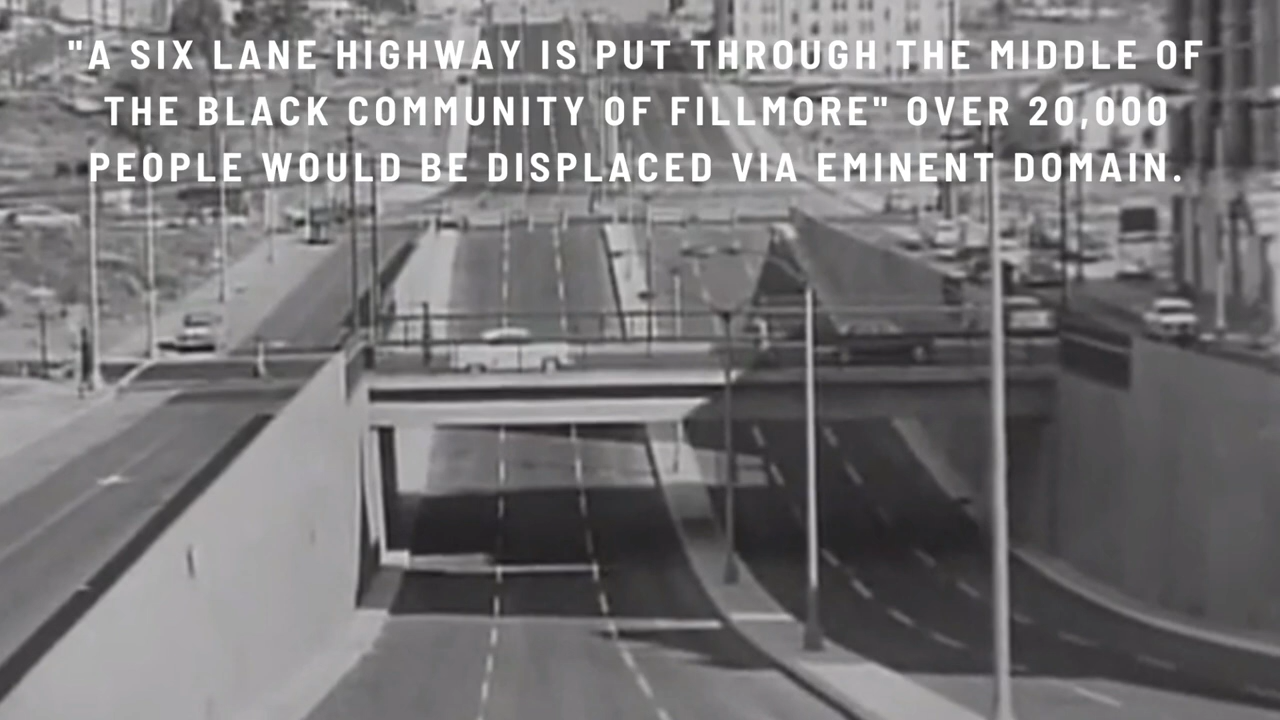 "A SIX LANE HIGHWAY IS PUT THROUGH THE MIDDLE OF
THE BLACK COMMUNITY OF FILLMORE" OVER 20,000
PEOPLE WOULD BE DISPLACED VIA EMINENT DOMAIN.